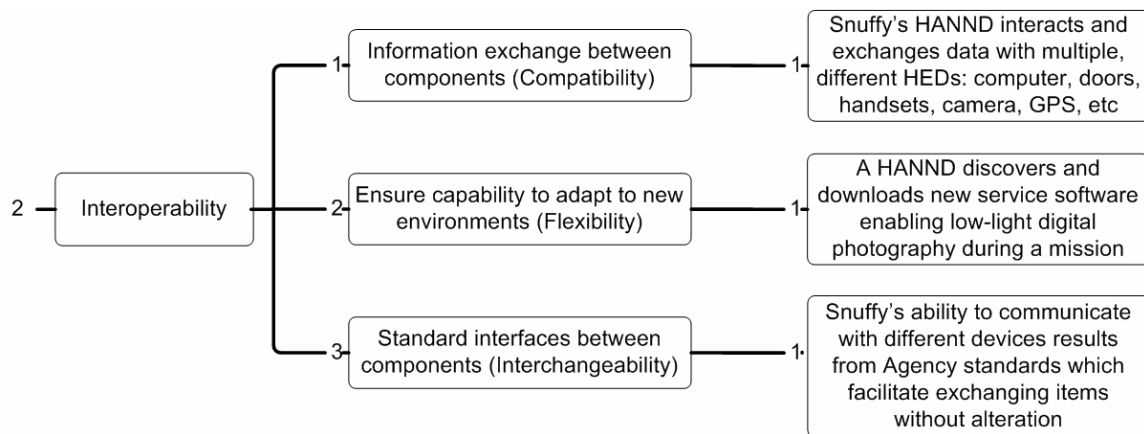 2
Interoperability
1
Information exchange between
components (Compatibility)
1
Snuffy's HANND interacts and
exchanges data with multiple,
different HEDs: computer, doors,
handsets, camera, GPS, etc
2
Ensure capability to adapt to new
environments (Flexibility)
1
A HANND discovers and
downloads new service software
enabling low-light digital
photography during a mission
3
Standard interfaces between
components (Interchangeability)
1
Snuffy's ability to communicate
with different devices results
from Agency standards which
facilitate exchanging items
without alteration